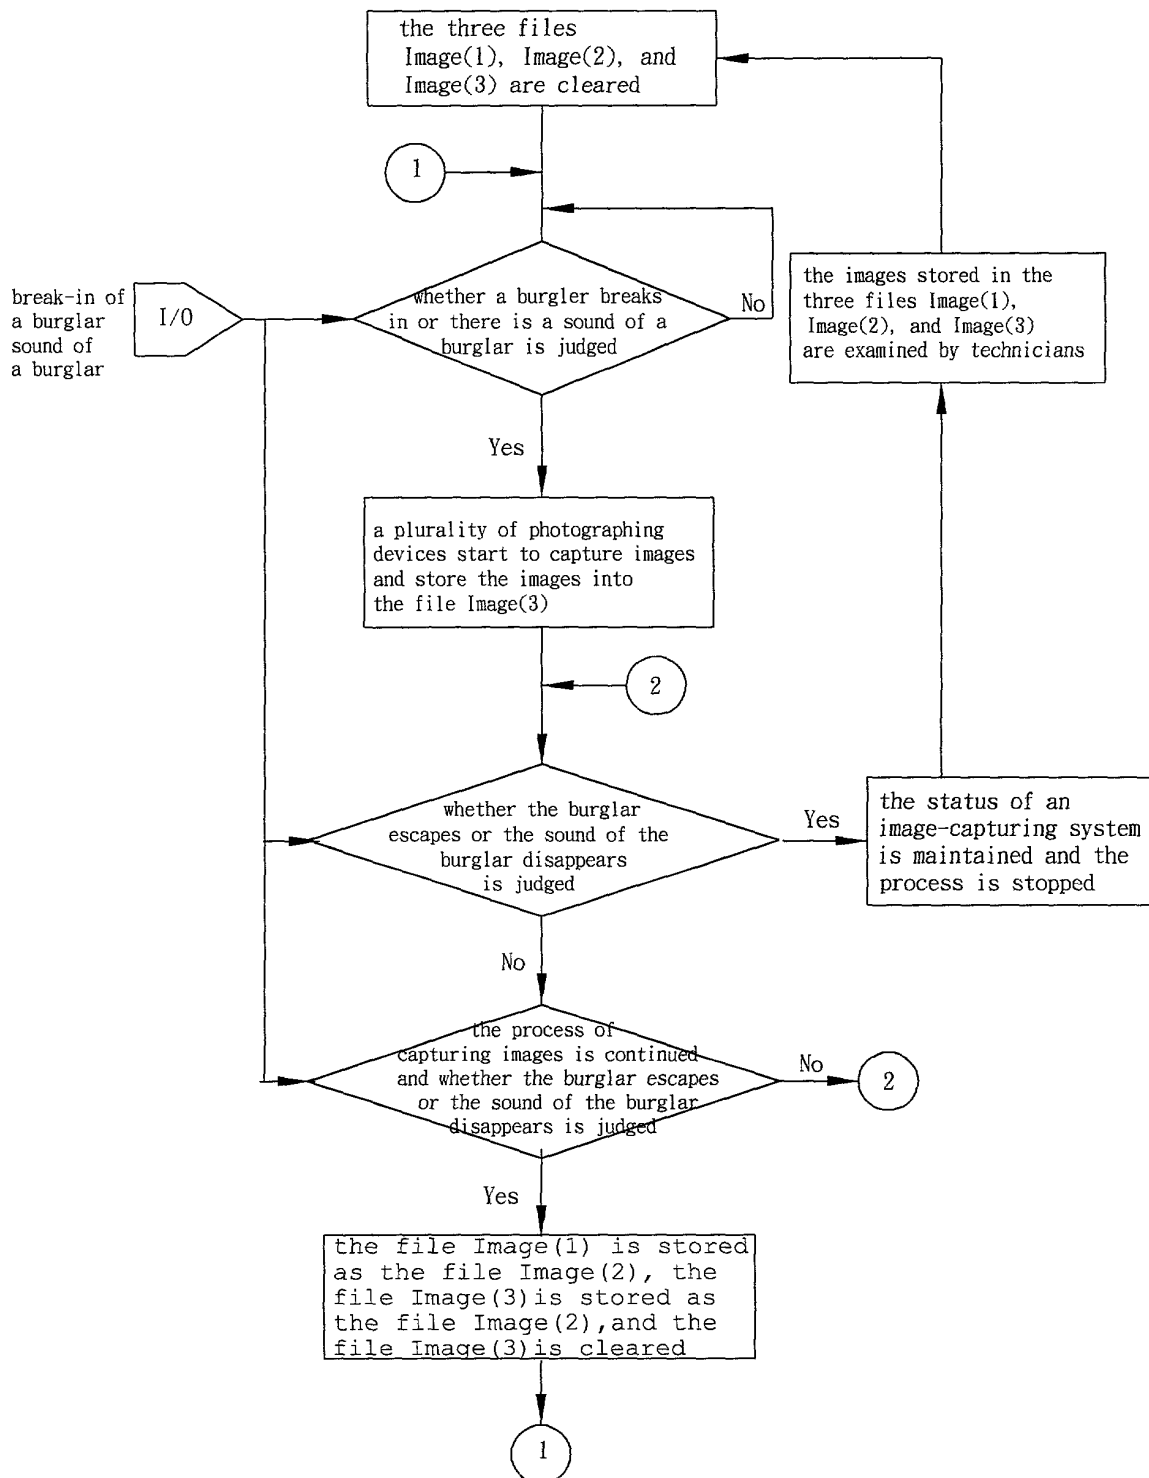 the three files
Image(1), Image(2), and
Image(3) are cleared
1
break-in of
a burglar
sound of
a burglar
I/O
whether a burgler breaks
in or there is a sound of a
burglar is judged
No
the images stored in the
three files Image(1),
Image(2), and Image(3)
are examined by technicians
Yes
a plurality of photographing
devices start to capture images
and store the images into
the file Image(3)
2
whether the burglar
escapes or the sound of the
burglar disappears
is judged
Yes
the status of an
image-capturing system
is maintained and the
process is stopped
No
the process of
capturing images is continued
and whether the burglar escapes
or the sound of the burglar
disappears is judged
No
2
Yes
the file Image(1) is stored
as the file Image(2), the
file Image(3)is stored as
the file Image(2),and the
file Image(3)is cleared
1